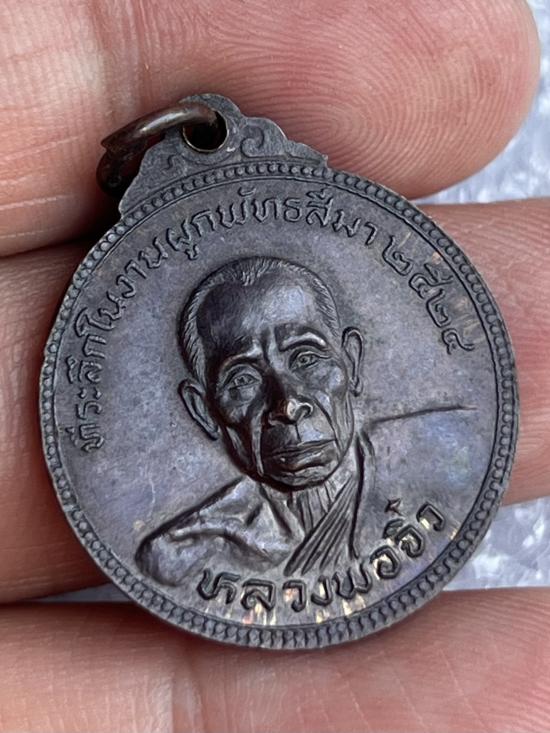 ที่ระลึกในงานผูกพัทธสีมา ๒๕๒๔
หลวงพ่อจิ๋ว